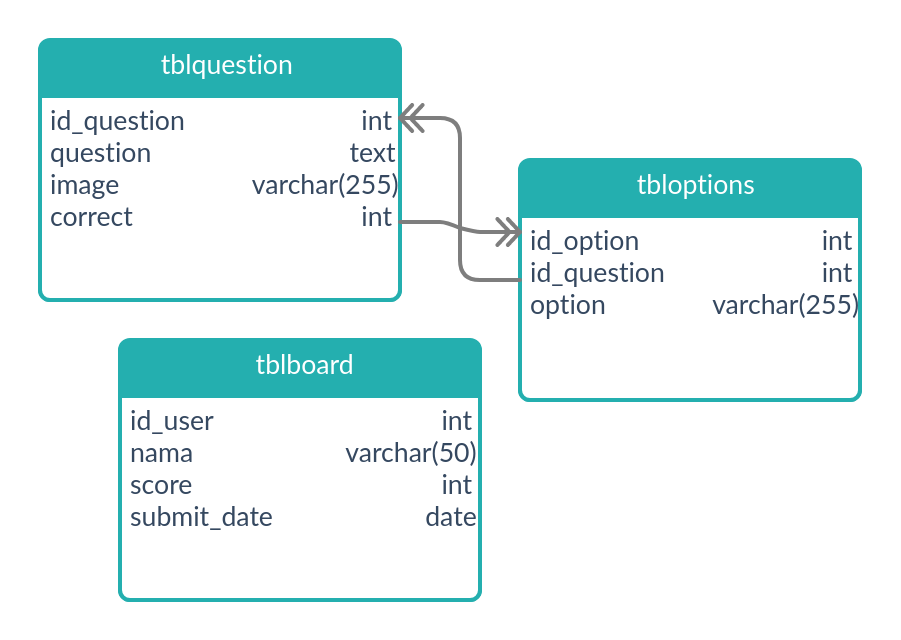 tblquestion
id_question int
question text
image varchar(255)
correct int
tbloptions
id_option int
id_question int
option varchar(255)
tblboard
id_user int
nama varchar(50)
score int
submit_date date